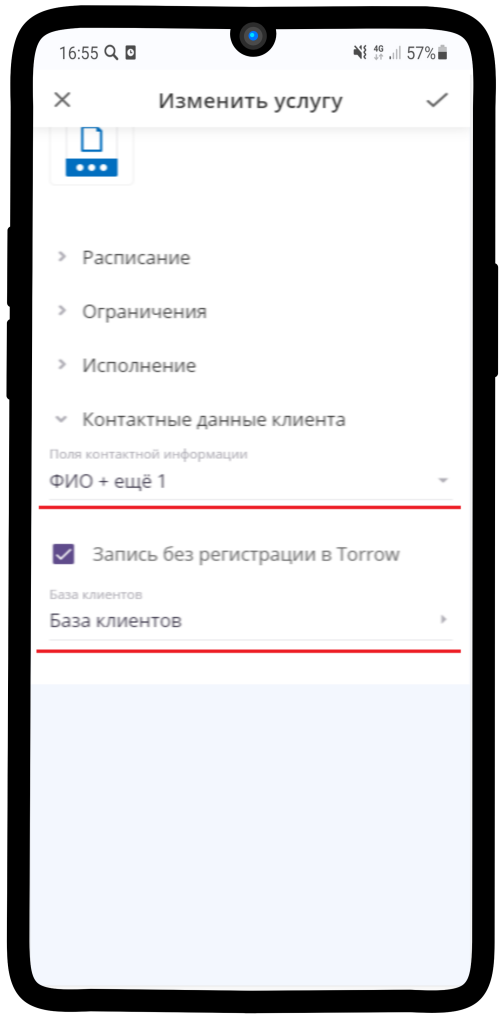 16:55 4G 57%
Изменить услугу
Расписание
Ограничения
Исполнение
Контактные данные клиента
Поля контактной информации
ФИО + ещё 1
Запись без регистрации в Torrow
База клиентов
База клиентов